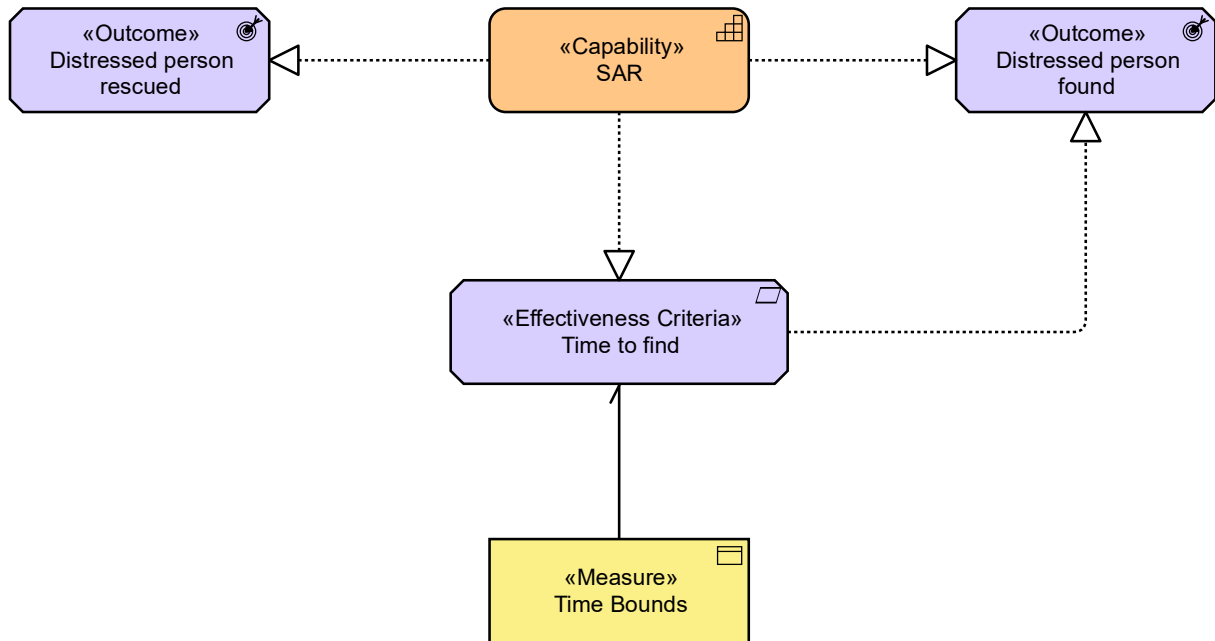 «Outcome»
Distressed person
rescued
«Capability»
SAR
«Outcome»
Distressed person
found
«Effectiveness Criteria»
Time to find
«Measure»
Time Bounds